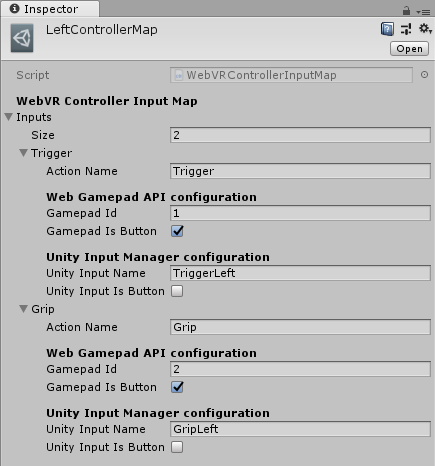 Inspector
LeftControllerMap
Open
Script WebVRControllerInputMap
WebVR Controller Input Map
Inputs
Size 2
Trigger
Action Name Trigger
Web Gamepad API configuration
Gamepad Id 1
Gamepad Is Button
Unity Input Manager configuration
Unity Input Name TriggerLeft
Unity Input Is Button
Grip
Action Name Grip
Web Gamepad API configuration
Gamepad Id 2
Gamepad Is Button
Unity Input Manager configuration
Unity Input Name GripLeft
Unity Input Is Button